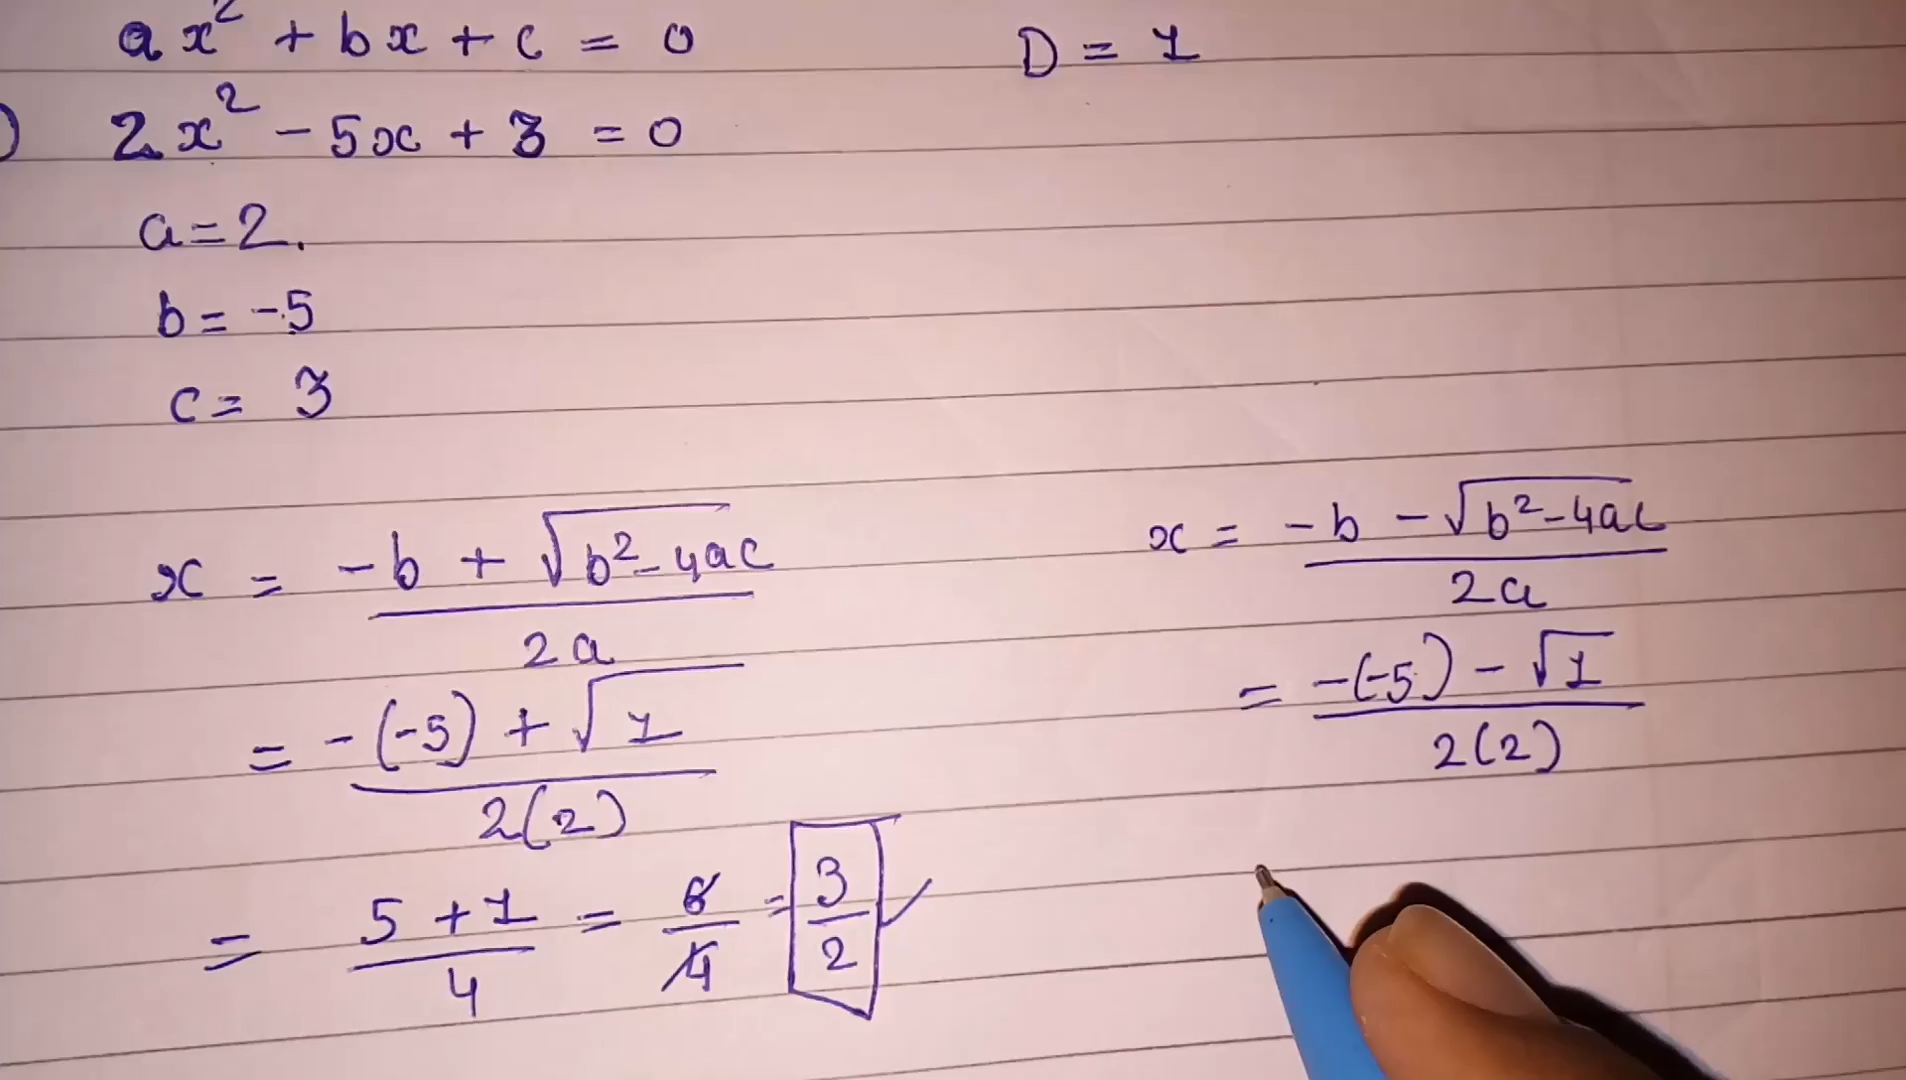 ax² + bx + c = 0
D = 1
) 2x² - 5x + 3 = 0
a = 2.
b = -5
c = 3
x = -b + √b²-4ac / 2a
= -(-5) + √1 / 2(2)
= 5 + 1 / 4 = 6/4 = 3/2 ✓
x = -b - √b²-4ac / 2a
= -(-5) - √1 / 2(2)